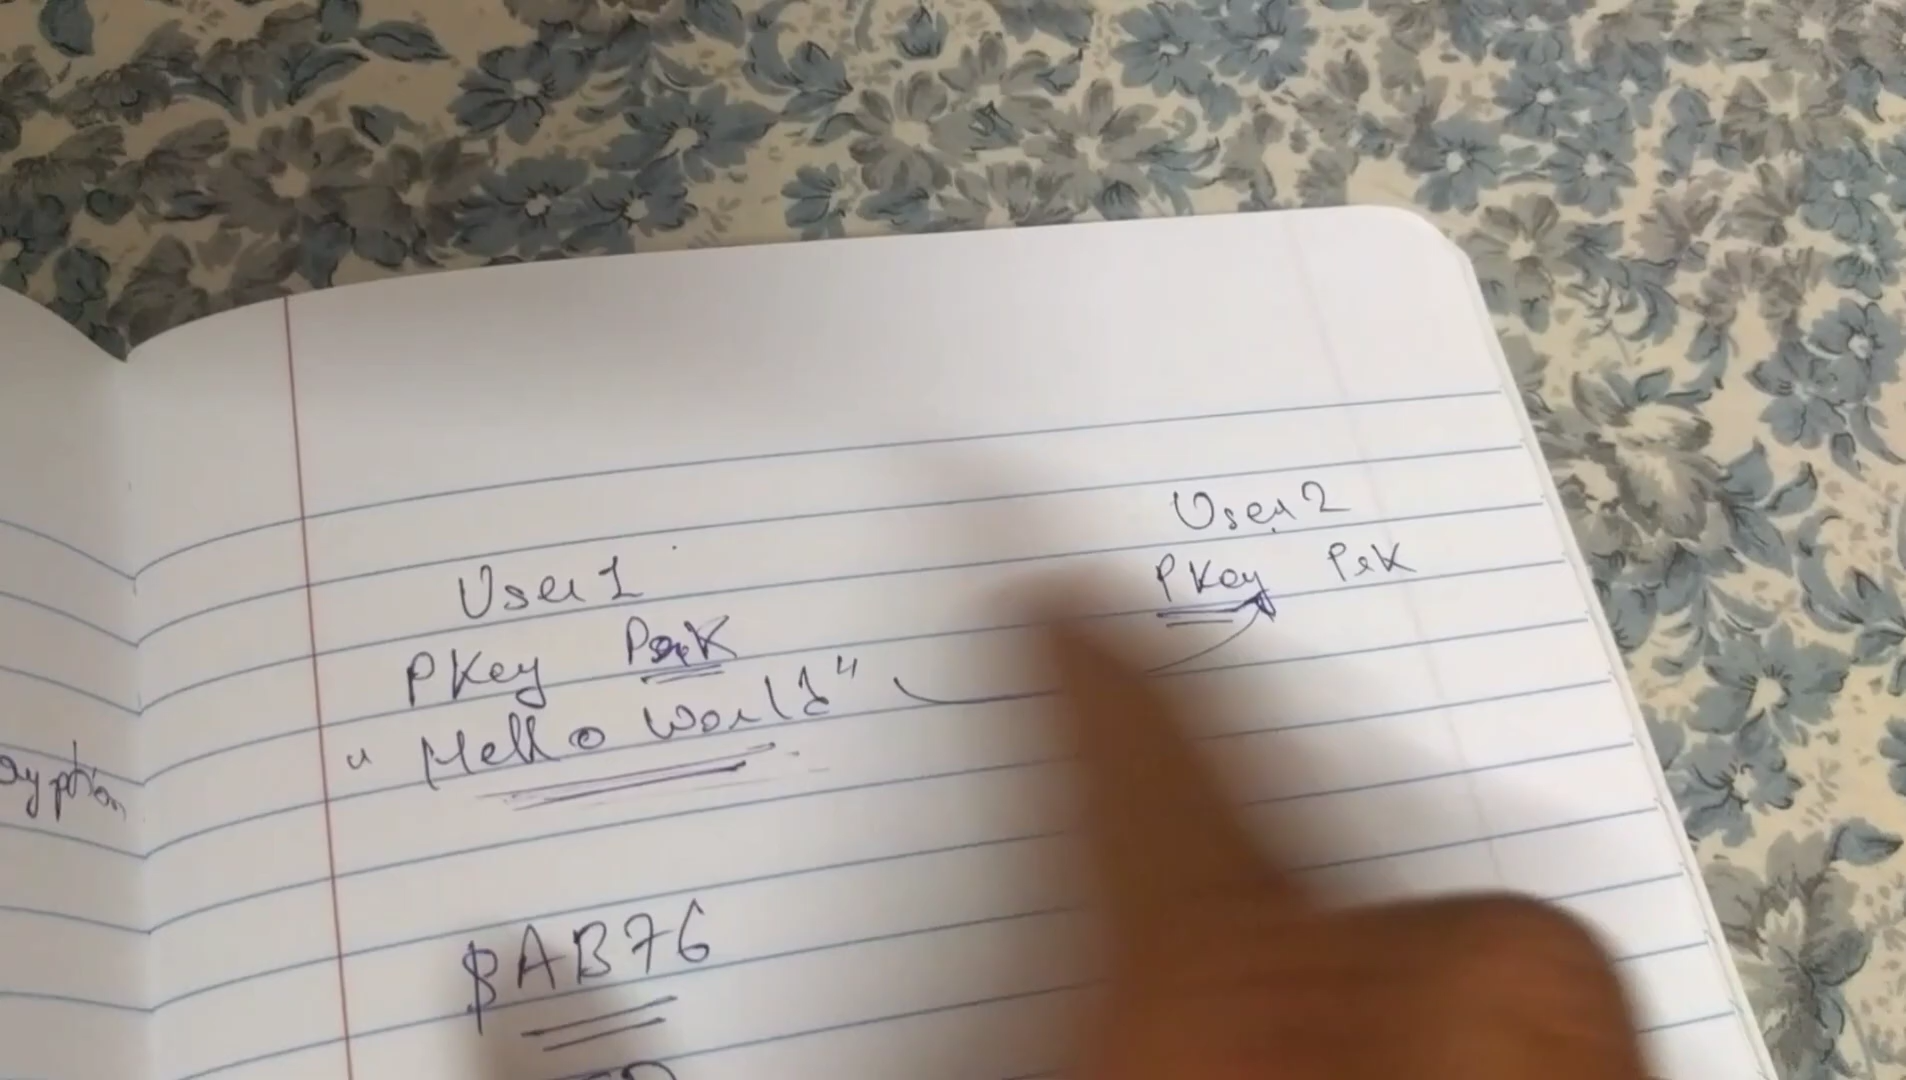 User 2
PKey PrK
User 1
PKey PrK
"Hello World"
$AB76